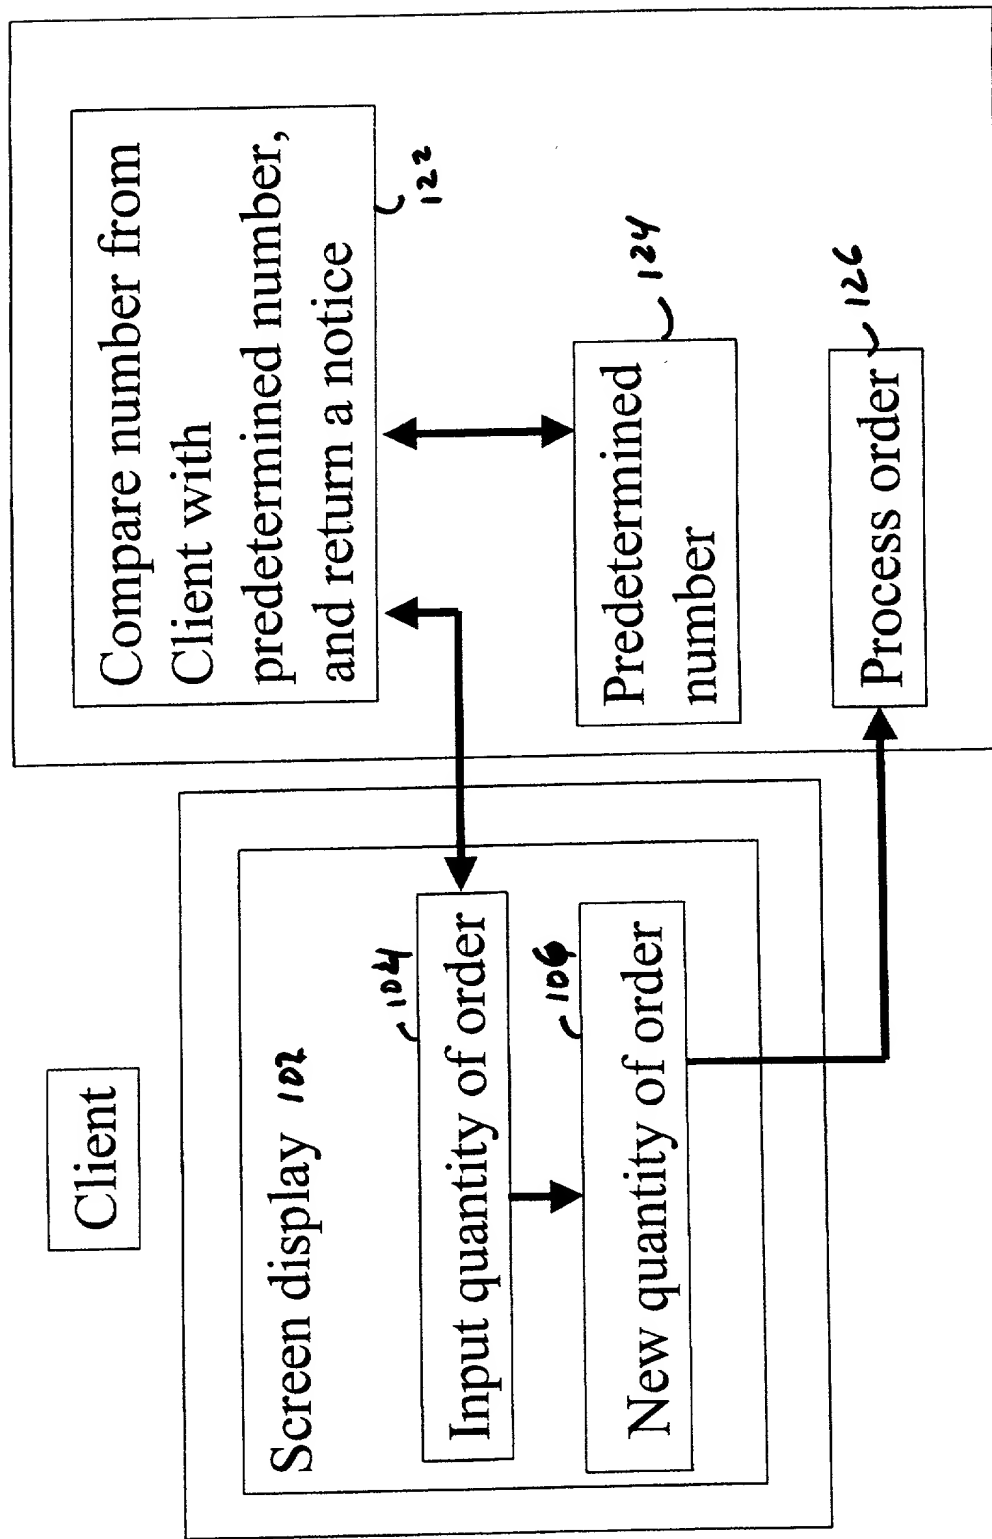 Client
Screen display 102
104
Input quantity of order
106
New quantity of order
Compare number from
Client with
predetermined number,
and return a notice
122
Predetermined
number
124
Process order
126